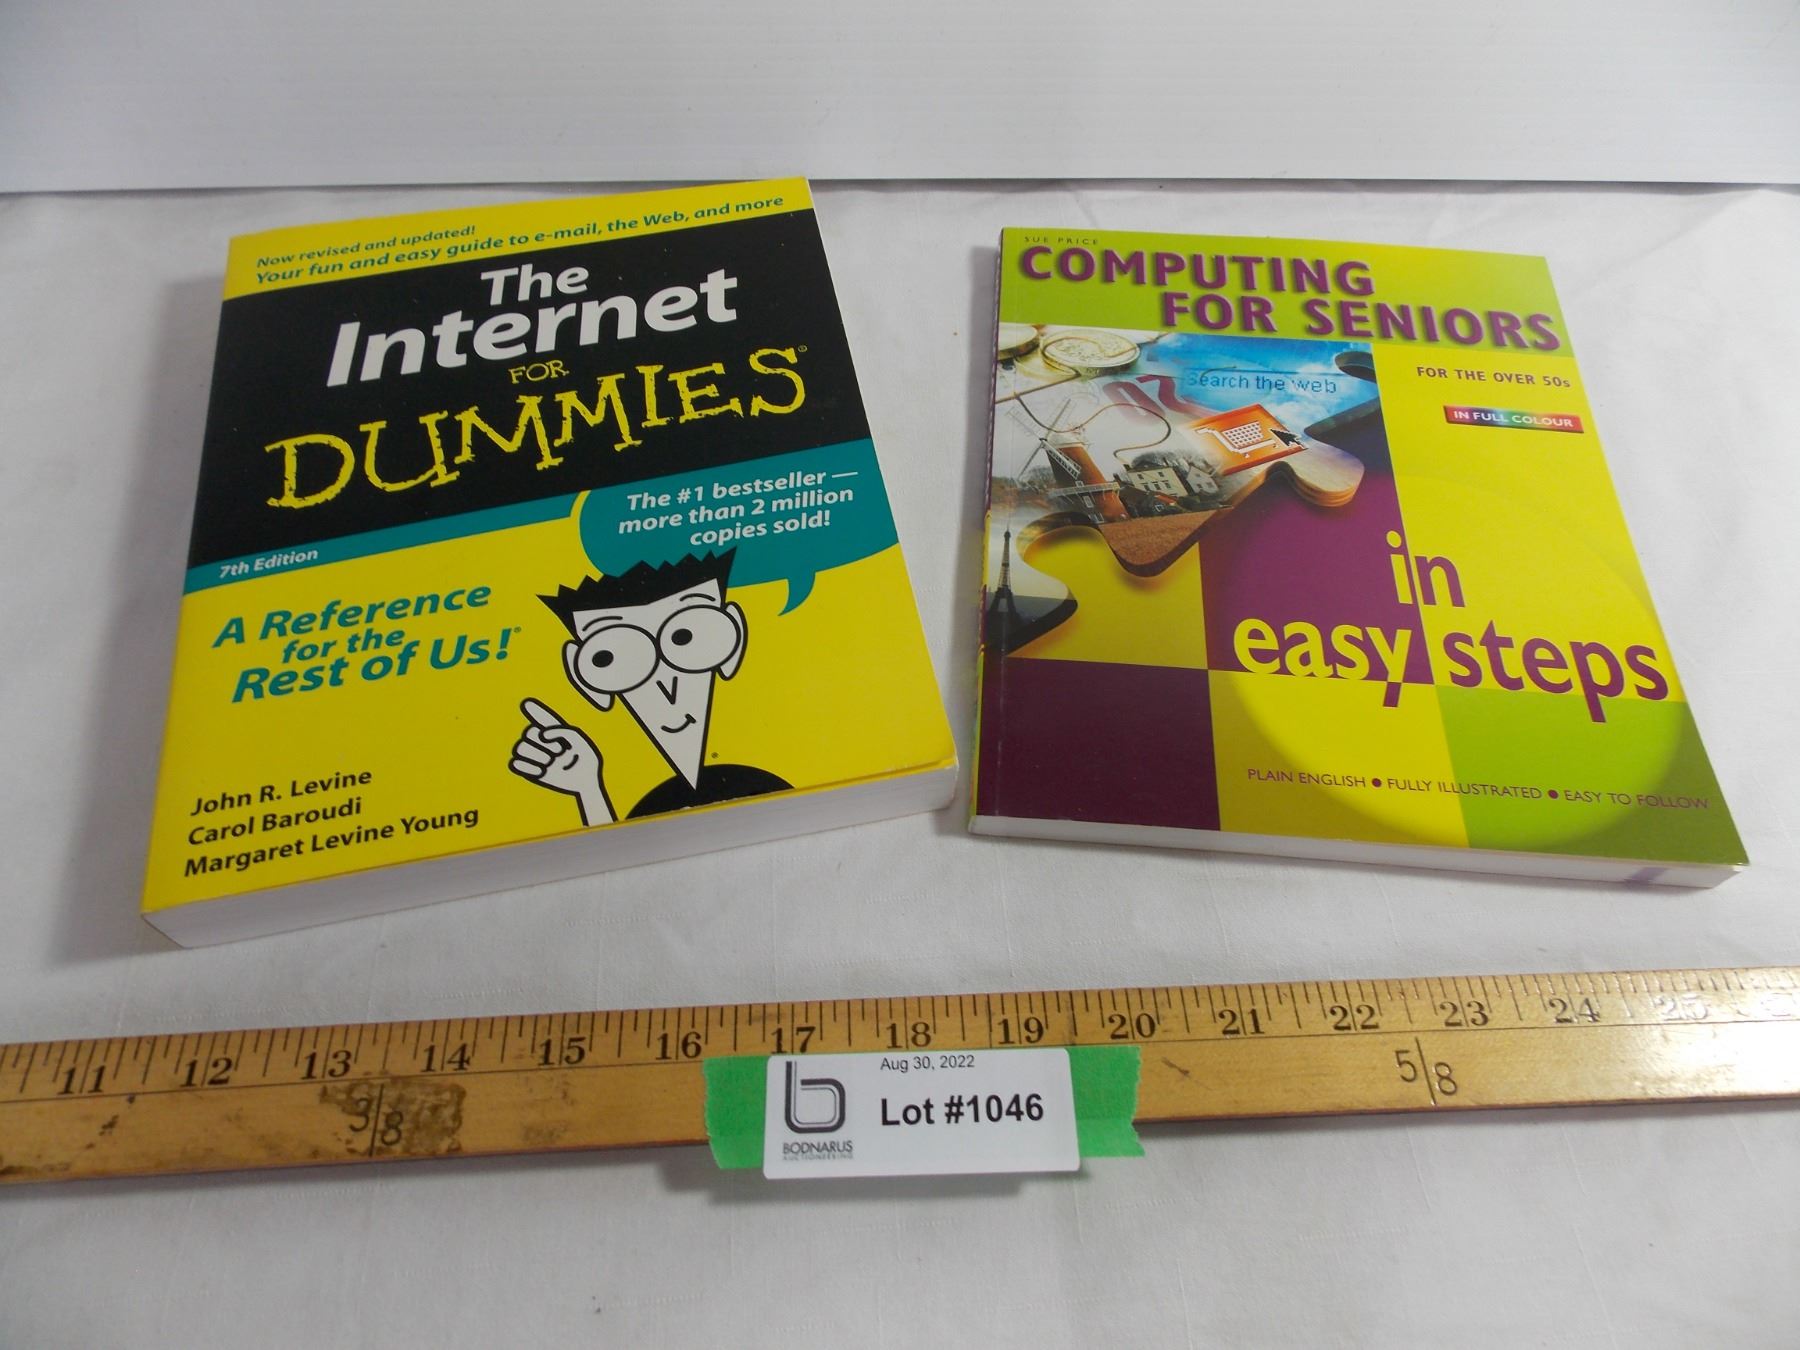 Now revised and updated!
Your fun and easy guide to e-mail, the Web, and more
The
Internet
FOR
DUMMIES®
The #1 bestseller —
more than 2 million
copies sold!
7th Edition
A Reference
for the
Rest of Us!®
John R. Levine
Carol Baroudi
Margaret Levine Young
SUE PRICE
COMPUTING
FOR SENIORS
FOR THE OVER 50s
IN FULL COLOUR
Search the web
in
easy steps
PLAIN ENGLISH ● FULLY ILLUSTRATED ● EASY TO FOLLOW
11 12 13 14 15 16 17 18 19 20 21 22 23 24 25
3/8
5/8
Aug 30, 2022
Lot #1046
BODNARUS
AUCTIONEERING